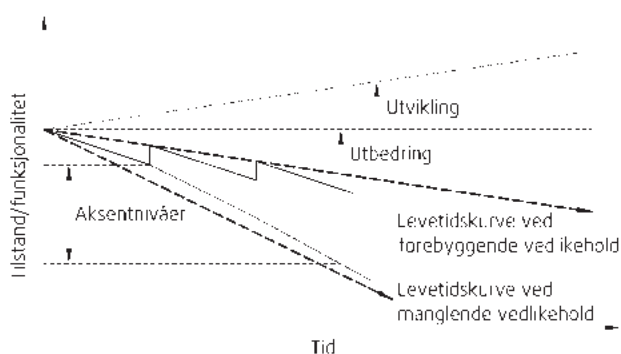 Tilstand/funksjonalitet
Utvikling
Utbedring
Aksentnivåer
Levetidskurve ved
forebyggende vedlikehold
Levetidskurve ved
manglende vedlikehold
Tid